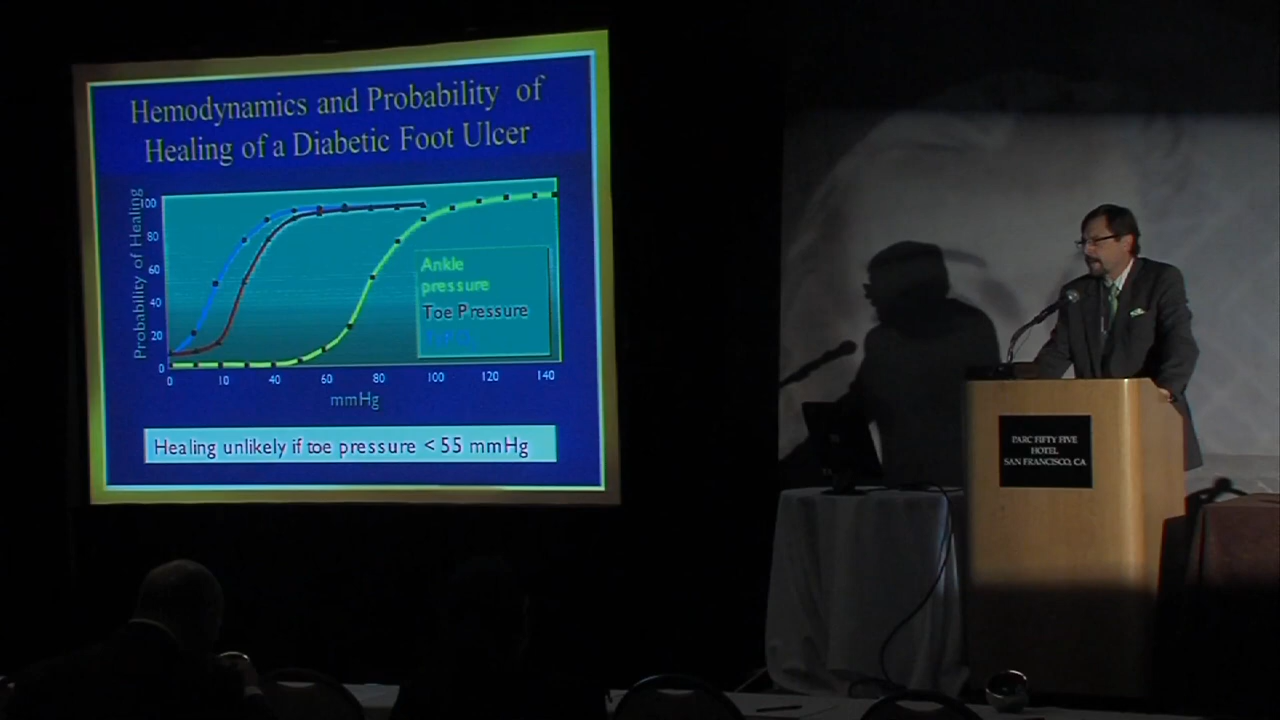 Hemodynamics and Probability of
Healing of a Diabetic Foot Ulcer
Probability of Healing
100
80
60
40
20
0
Ankle
pressure
Toe Pressure
0 10 40 60 80 100 120 140
mmHg
Healing unlikely if toe pressure < 55 mmHg
PARC FIFTY FIVE
HOTEL
SAN FRANCISCO, CA